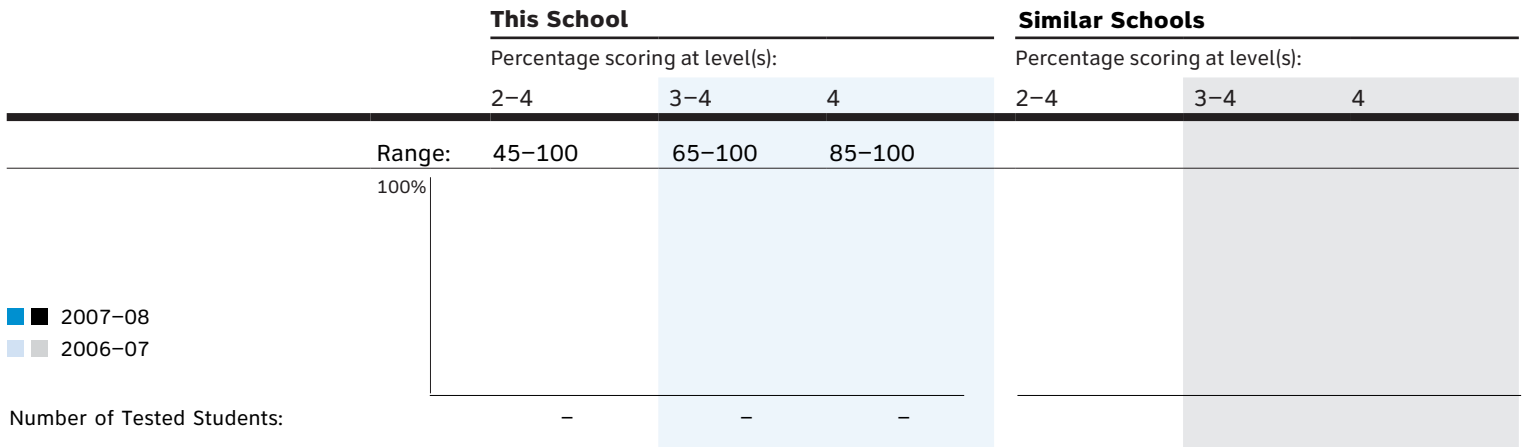 This School Similar Schools
Percentage scoring at level(s): Percentage scoring at level(s):
2–4 3–4 4 2–4 3–4 4
Range: 45–100 65–100 85–100
100%
2007–08
2006–07
Number of Tested Students: – – –